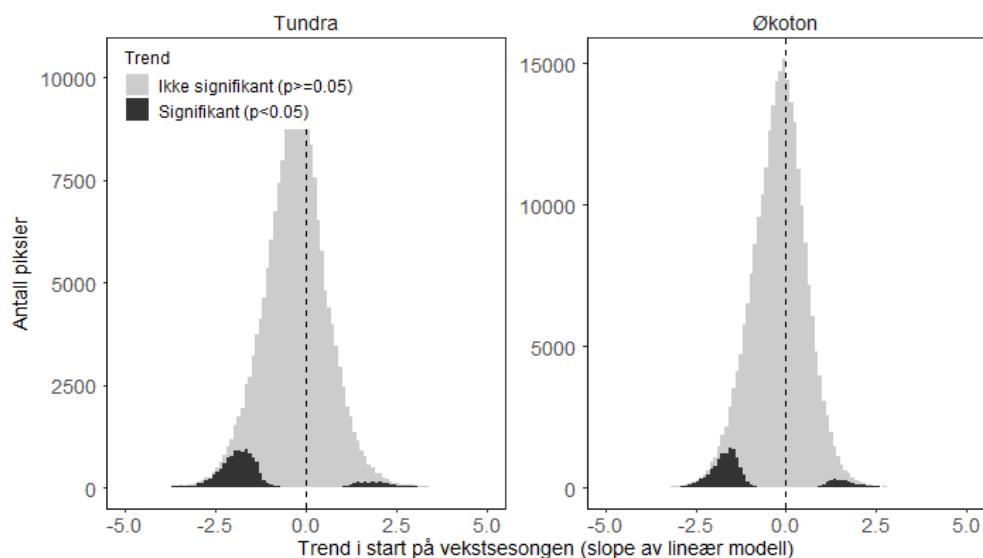 Tundra
Økoton
Trend
Ikke signifikant (p>=0.05)
Signifikant (p<0.05)
Antall piksler
10000
7500
5000
2500
0
15000
10000
5000
0
-5.0 -2.5 0.0 2.5 5.0
-5.0 -2.5 0.0 2.5 5.0
Trend i start på vekstsesongen (slope av lineær modell)